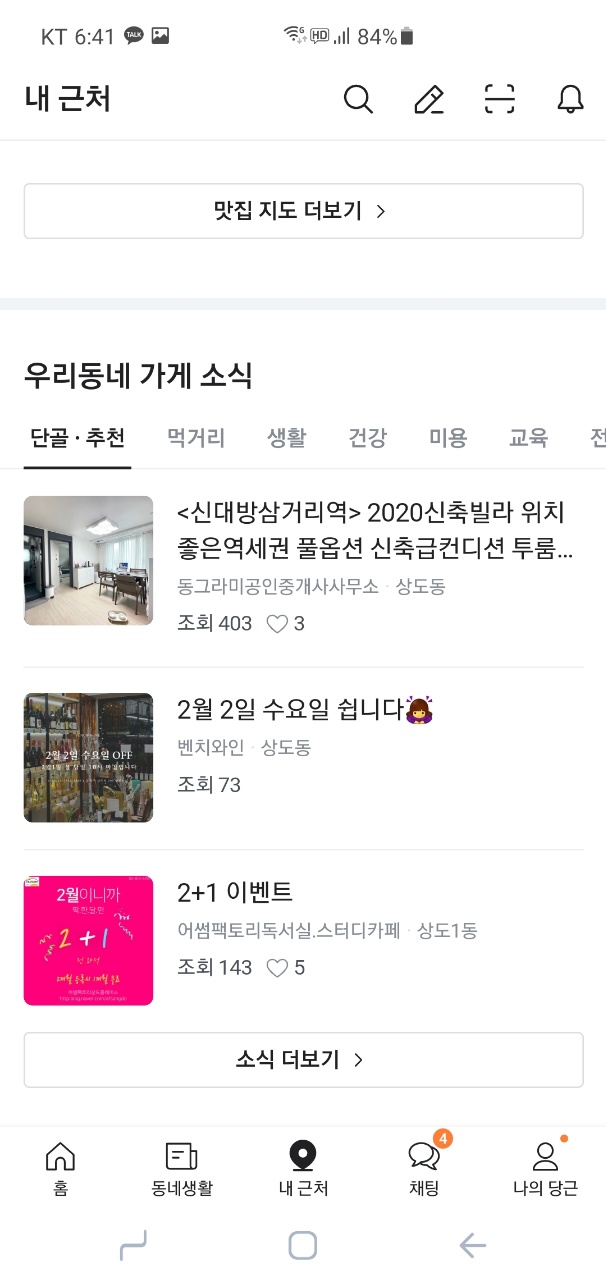 KT 6:41 TALK HD 84%
내 근처
맛집 지도 더보기 >
우리동네 가게 소식
단골 · 추천 먹거리 생활 건강 미용 교육 전
<신대방삼거리역> 2020신축빌라 위치
좋은역세권 풀옵션 신축급컨디션 투룸...
동그라미공인중개사사무소 · 상도동
조회 403 3
2월 2일 수요일 OFF
2월 2일 수요일 쉽니다
벤치와인 · 상도동
조회 73
2월이니까
딱 한 달 만
2+1
2+1 이벤트
어썸팩토리독서실.스터디카페 · 상도1동
조회 143 5
소식 더보기 >
4
홈 동네생활 내 근처 채팅 나의 당근